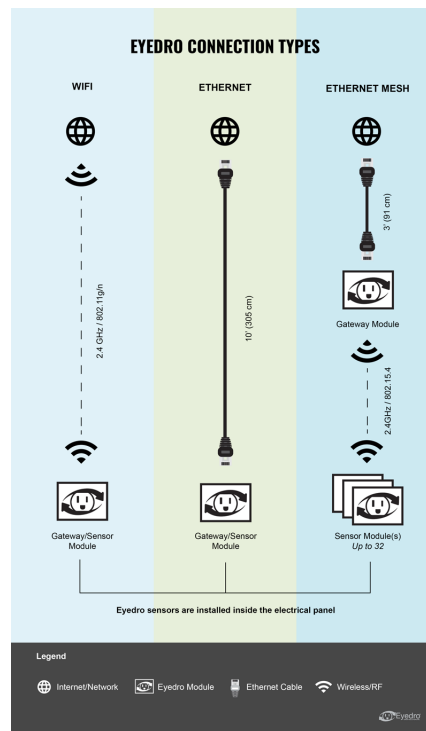 EYEDRO CONNECTION TYPES
WIFI
ETHERNET
ETHERNET MESH
2.4 GHz / 802.11g/n
10' (305 cm)
3' (91 cm)
Gateway Module
2.4GHz / 802.15.4
Gateway/Sensor
Module
Gateway/Sensor
Module
Sensor Module(s)
Up to 32
Eyedro sensors are installed inside the electrical panel
Legend
Internet/Network
Eyedro Module
Ethernet Cable
Wireless/RF
Eyedro